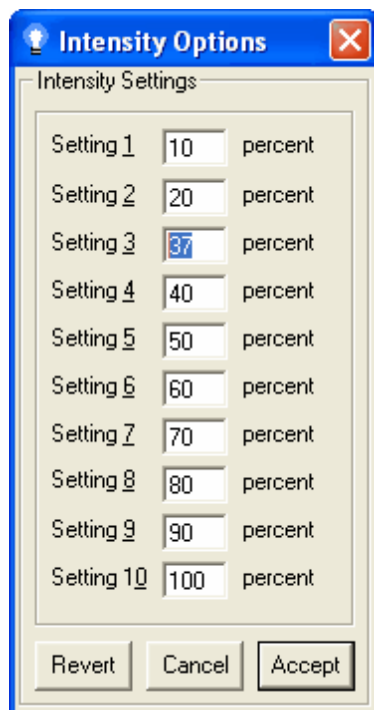 Intensity Options
Intensity Settings
Setting 1 10 percent
Setting 2 20 percent
Setting 3 37 percent
Setting 4 40 percent
Setting 5 50 percent
Setting 6 60 percent
Setting 7 70 percent
Setting 8 80 percent
Setting 9 90 percent
Setting 10 100 percent
Revert Cancel Accept